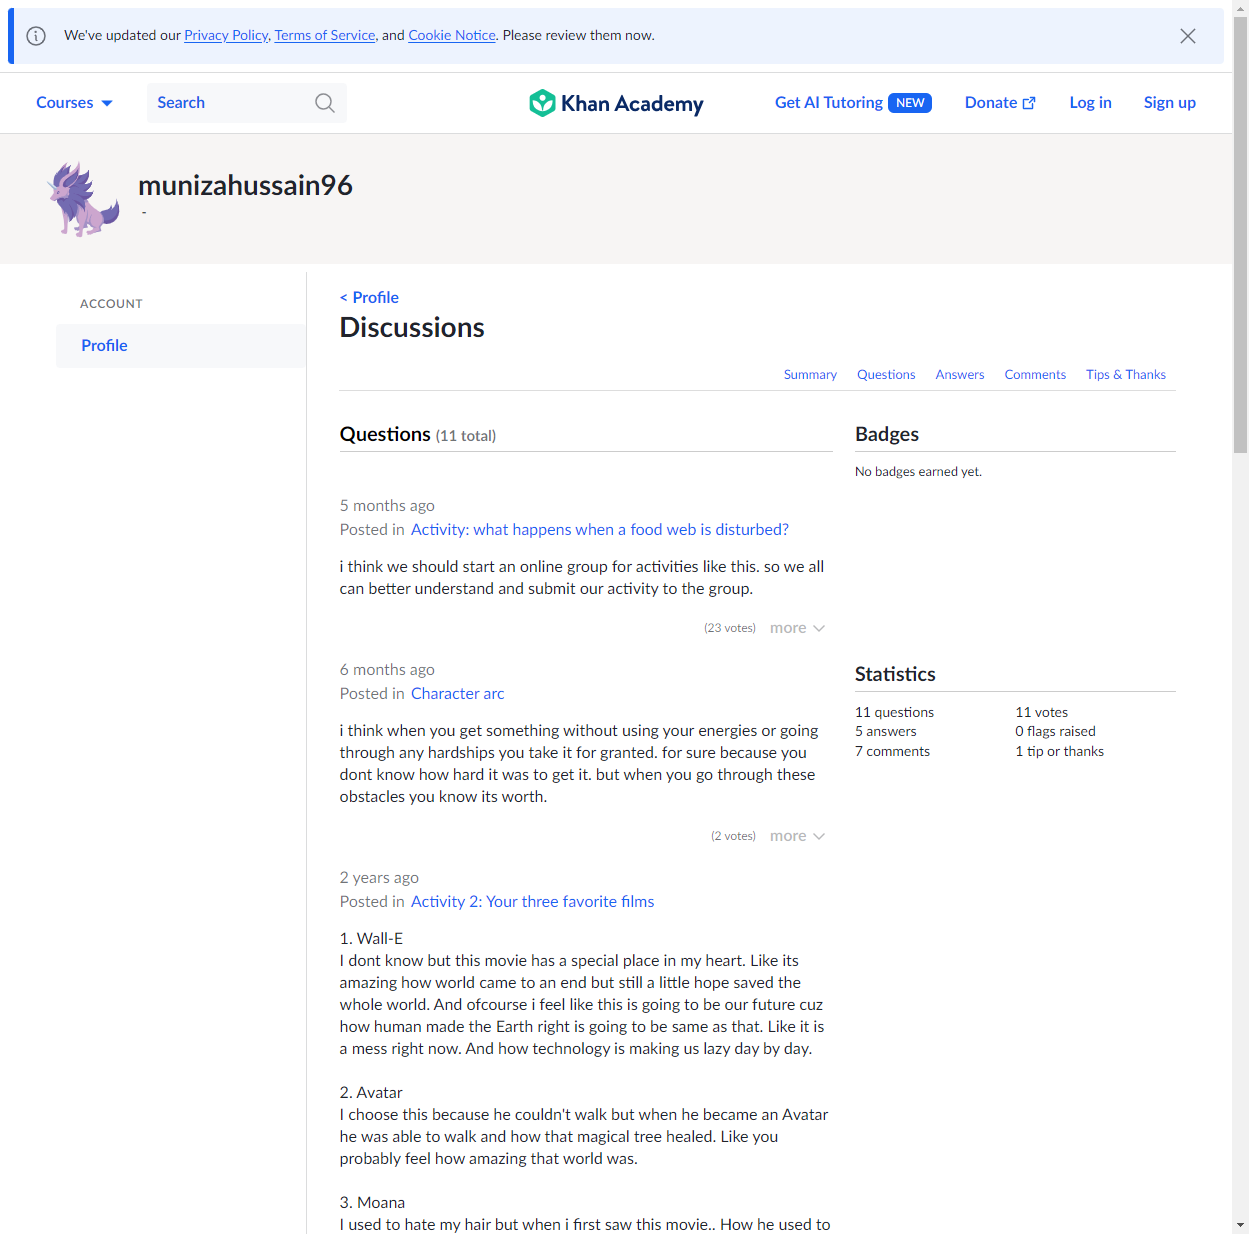 We've updated our Privacy Policy, Terms of Service, and Cookie Notice. Please review them now.
Courses
Search
Khan Academy
Get AI Tutoring NEW
Donate
Log in
Sign up
munizahussain96
-
ACCOUNT
Profile
< Profile
Discussions
Summary
Questions
Answers
Comments
Tips & Thanks
Questions (11 total)
5 months ago
Posted in Activity: what happens when a food web is disturbed?
i think we should start an online group for activities like this. so we all
can better understand and submit our activity to the group.
(23 votes)
more
6 months ago
Posted in Character arc
i think when you get something without using your energies or going
through any hardships you take it for granted. for sure because you
dont know how hard it was to get it. but when you go through these
obstacles you know its worth.
(2 votes)
more
2 years ago
Posted in Activity 2: Your three favorite films
1. Wall-E
I dont know but this movie has a special place in my heart. Like its
amazing how world came to an end but still a little hope saved the
whole world. And ofcourse i feel like this is going to be our future cuz
how human made the Earth right is going to be same as that. Like it is
a mess right now. And how technology is making us lazy day by day.
2. Avatar
I choose this because he couldn't walk but when he became an Avatar
he was able to walk and how that magical tree healed. Like you
probably feel how amazing that world was.
3. Moana
I used to hate my hair but when i first saw this movie.. How he used to
Badges
No badges earned yet.
Statistics
11 questions
11 votes
5 answers
0 flags raised
7 comments
1 tip or thanks